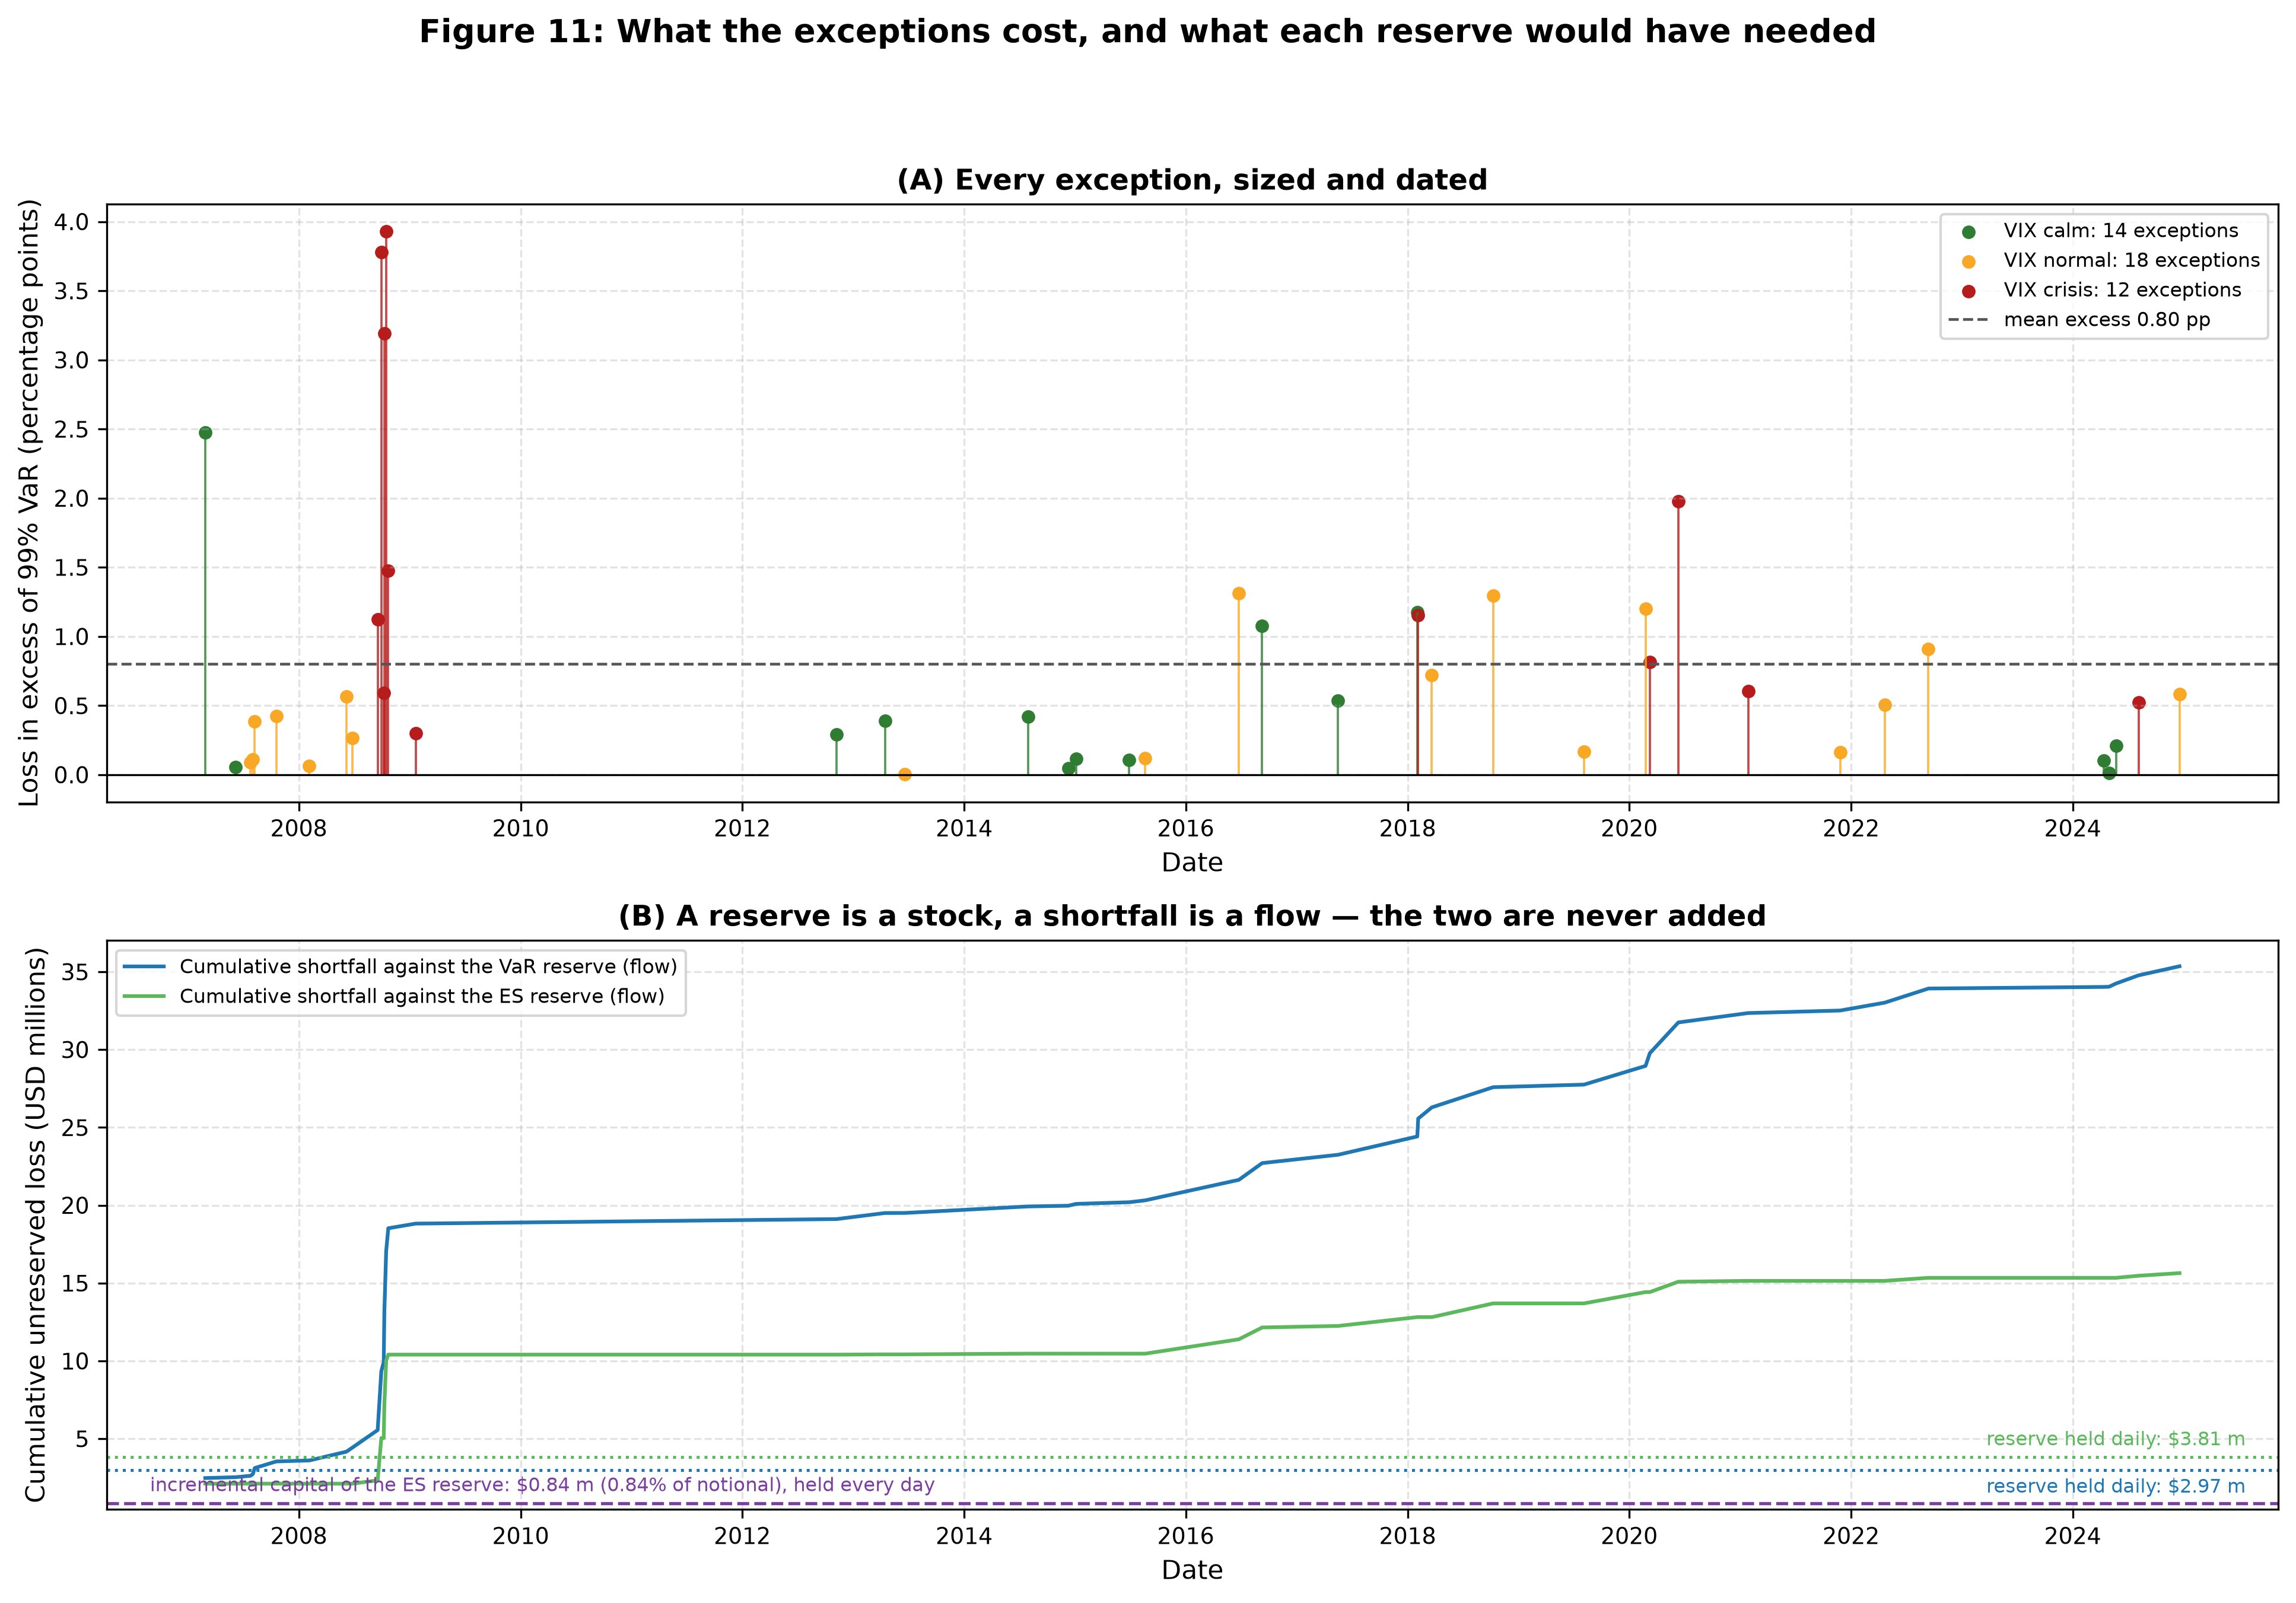 Figure 11: What the exceptions cost, and what each reserve would have needed
(A) Every exception, sized and dated
Loss in excess of 99% VaR (percentage points)
4.0
3.5
3.0
2.5
2.0
1.5
1.0
0.5
0.0
VIX calm: 14 exceptions
VIX normal: 18 exceptions
VIX crisis: 12 exceptions
mean excess 0.80 pp
2008 2010 2012 2014 2016 2018 2020 2022 2024
Date
(B) A reserve is a stock, a shortfall is a flow — the two are never added
Cumulative unreserved loss (USD millions)
35
30
25
20
15
10
5
Cumulative shortfall against the VaR reserve (flow)
Cumulative shortfall against the ES reserve (flow)
reserve held daily: $3.81 m
incremental capital of the ES reserve: $0.84 m (0.84% of notional), held every day
reserve held daily: $2.97 m
2008 2010 2012 2014 2016 2018 2020 2022 2024
Date